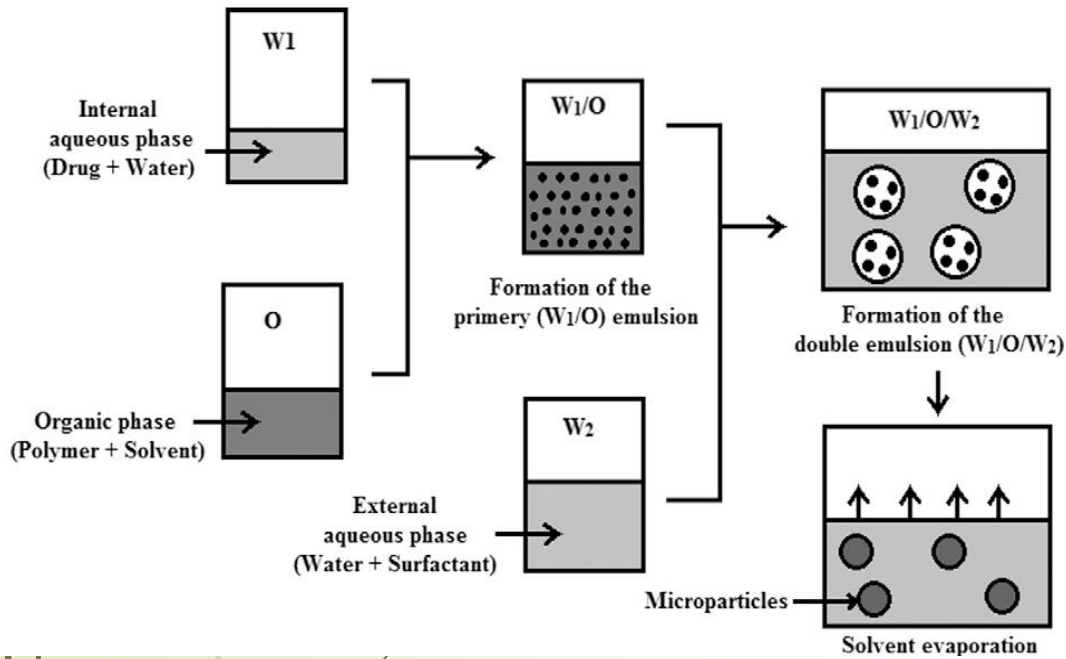 W1
Internal
aqueous phase
(Drug + Water)
O
Organic phase
(Polymer + Solvent)
W1/O
Formation of the
primery (W1/O) emulsion
W2
External
aqueous phase
(Water + Surfactant)
W1/O/W2
Formation of the
double emulsion (W1/O/W2)
Microparticles
Solvent evaporation